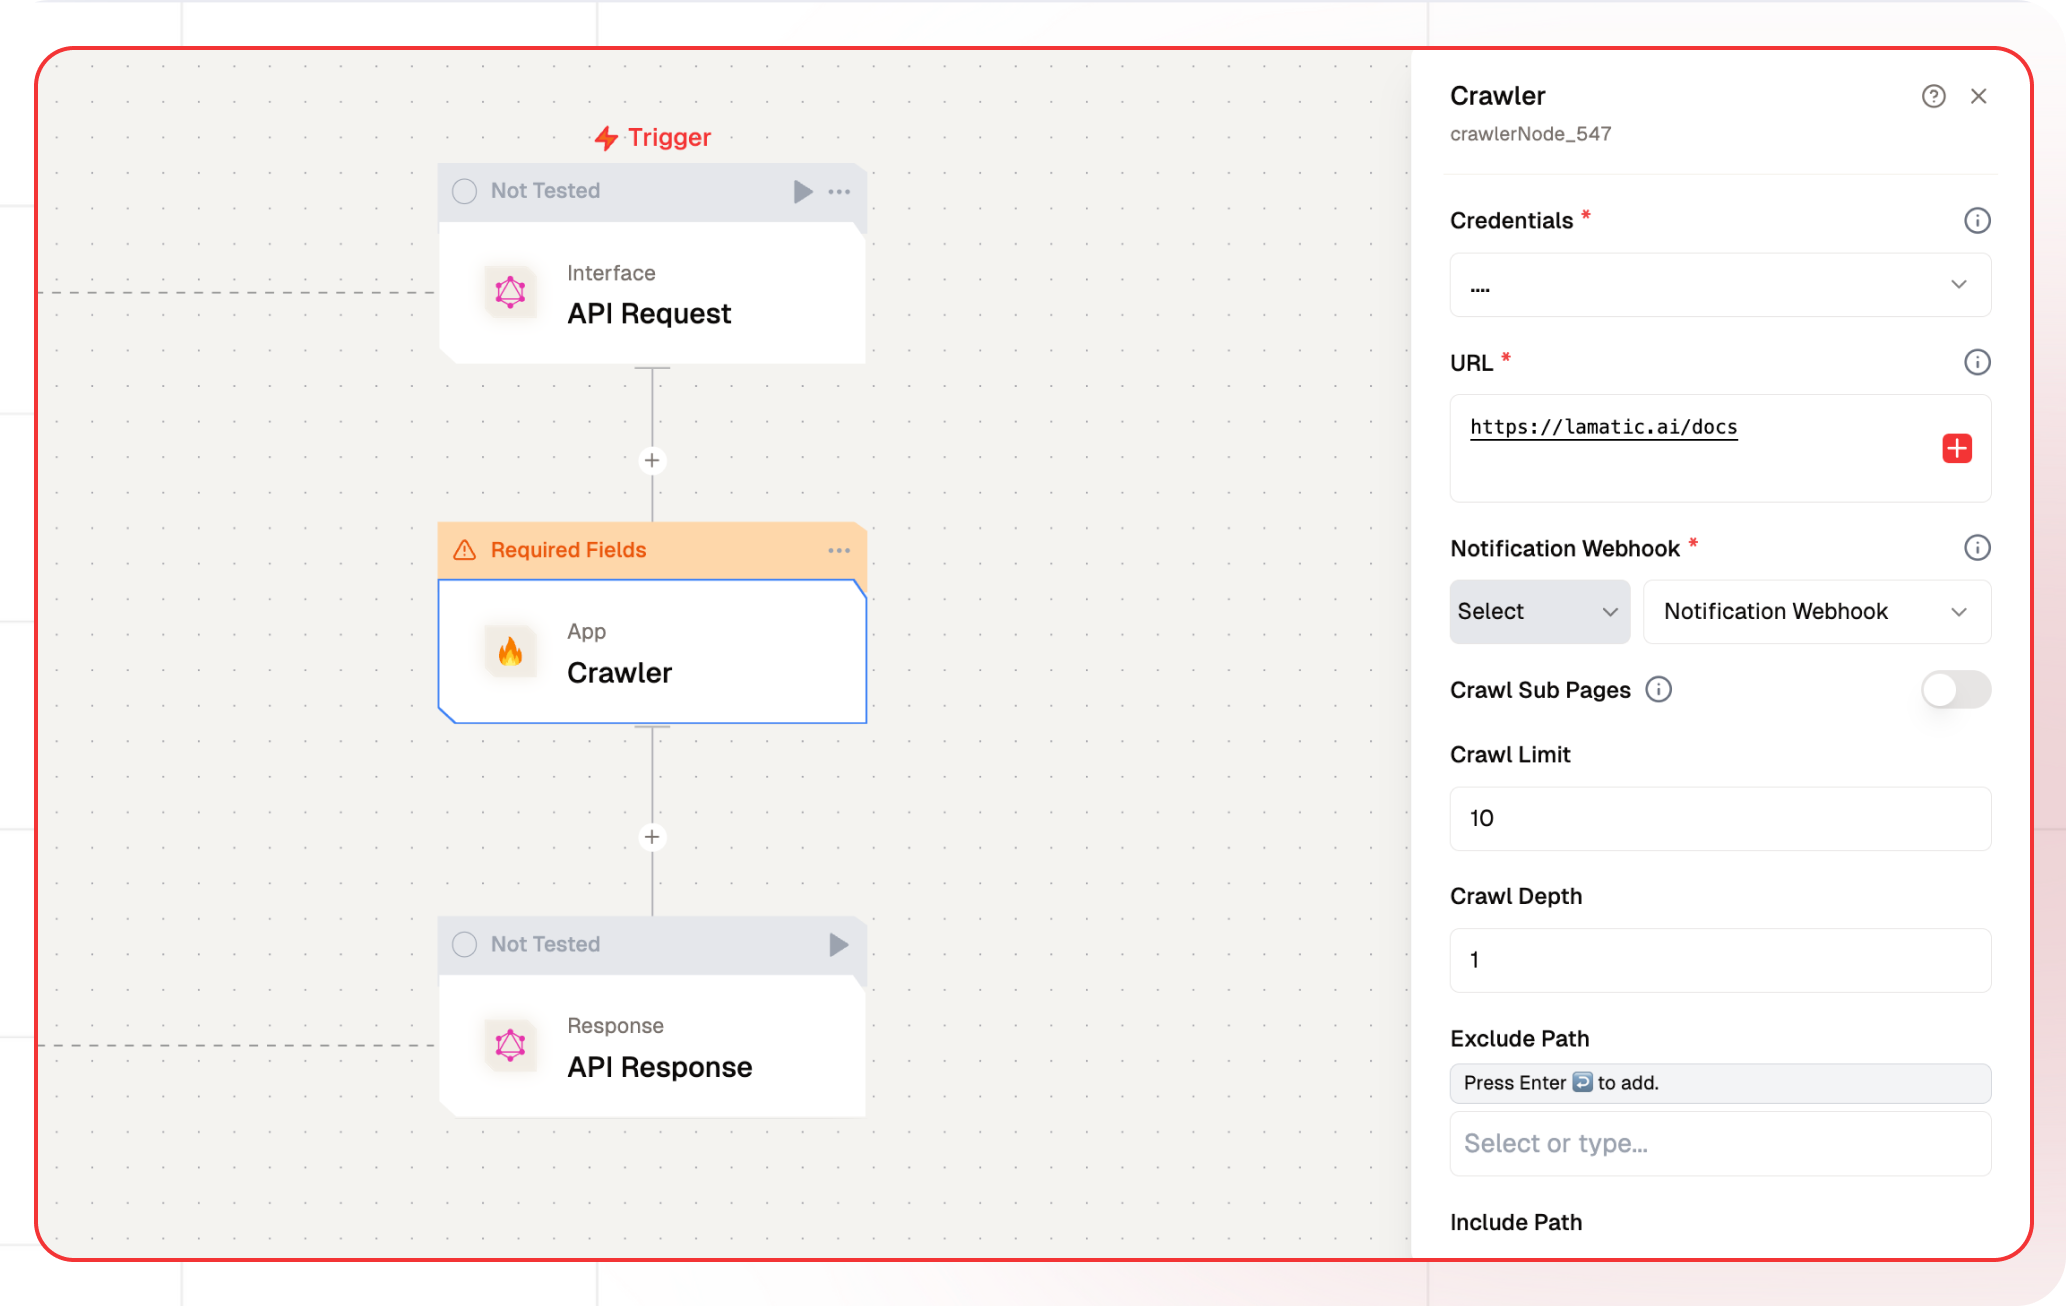 Trigger
Not Tested
Interface
API Request
Required Fields
App
Crawler
Not Tested
Response
API Response
Crawler
crawlerNode_547
Credentials *
....
URL *
https://lamatic.ai/docs
Notification Webhook *
Select
Notification Webhook
Crawl Sub Pages
Crawl Limit
10
Crawl Depth
1
Exclude Path
Press Enter ↩ to add.
Select or type...
Include Path